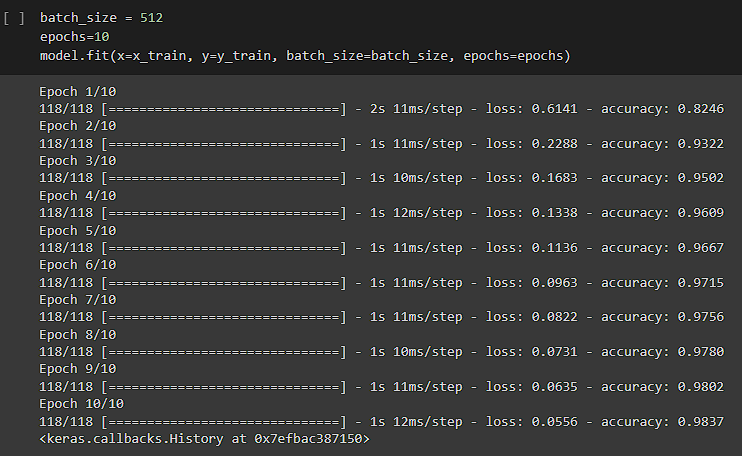 [ ] batch_size = 512
epochs=10
model.fit(x=x_train, y=y_train, batch_size=batch_size, epochs=epochs)
Epoch 1/10
118/118 [==============================] - 2s 11ms/step - loss: 0.6141 - accuracy: 0.8246
Epoch 2/10
118/118 [==============================] - 1s 11ms/step - loss: 0.2288 - accuracy: 0.9322
Epoch 3/10
118/118 [==============================] - 1s 10ms/step - loss: 0.1683 - accuracy: 0.9502
Epoch 4/10
118/118 [==============================] - 1s 12ms/step - loss: 0.1338 - accuracy: 0.9609
Epoch 5/10
118/118 [==============================] - 1s 11ms/step - loss: 0.1136 - accuracy: 0.9667
Epoch 6/10
118/118 [==============================] - 1s 11ms/step - loss: 0.0963 - accuracy: 0.9715
Epoch 7/10
118/118 [==============================] - 1s 11ms/step - loss: 0.0822 - accuracy: 0.9756
Epoch 8/10
118/118 [==============================] - 1s 10ms/step - loss: 0.0731 - accuracy: 0.9780
Epoch 9/10
118/118 [==============================] - 1s 11ms/step - loss: 0.0635 - accuracy: 0.9802
Epoch 10/10
118/118 [==============================] - 1s 12ms/step - loss: 0.0556 - accuracy: 0.9837
<keras.callbacks.History at 0x7efbac387150>